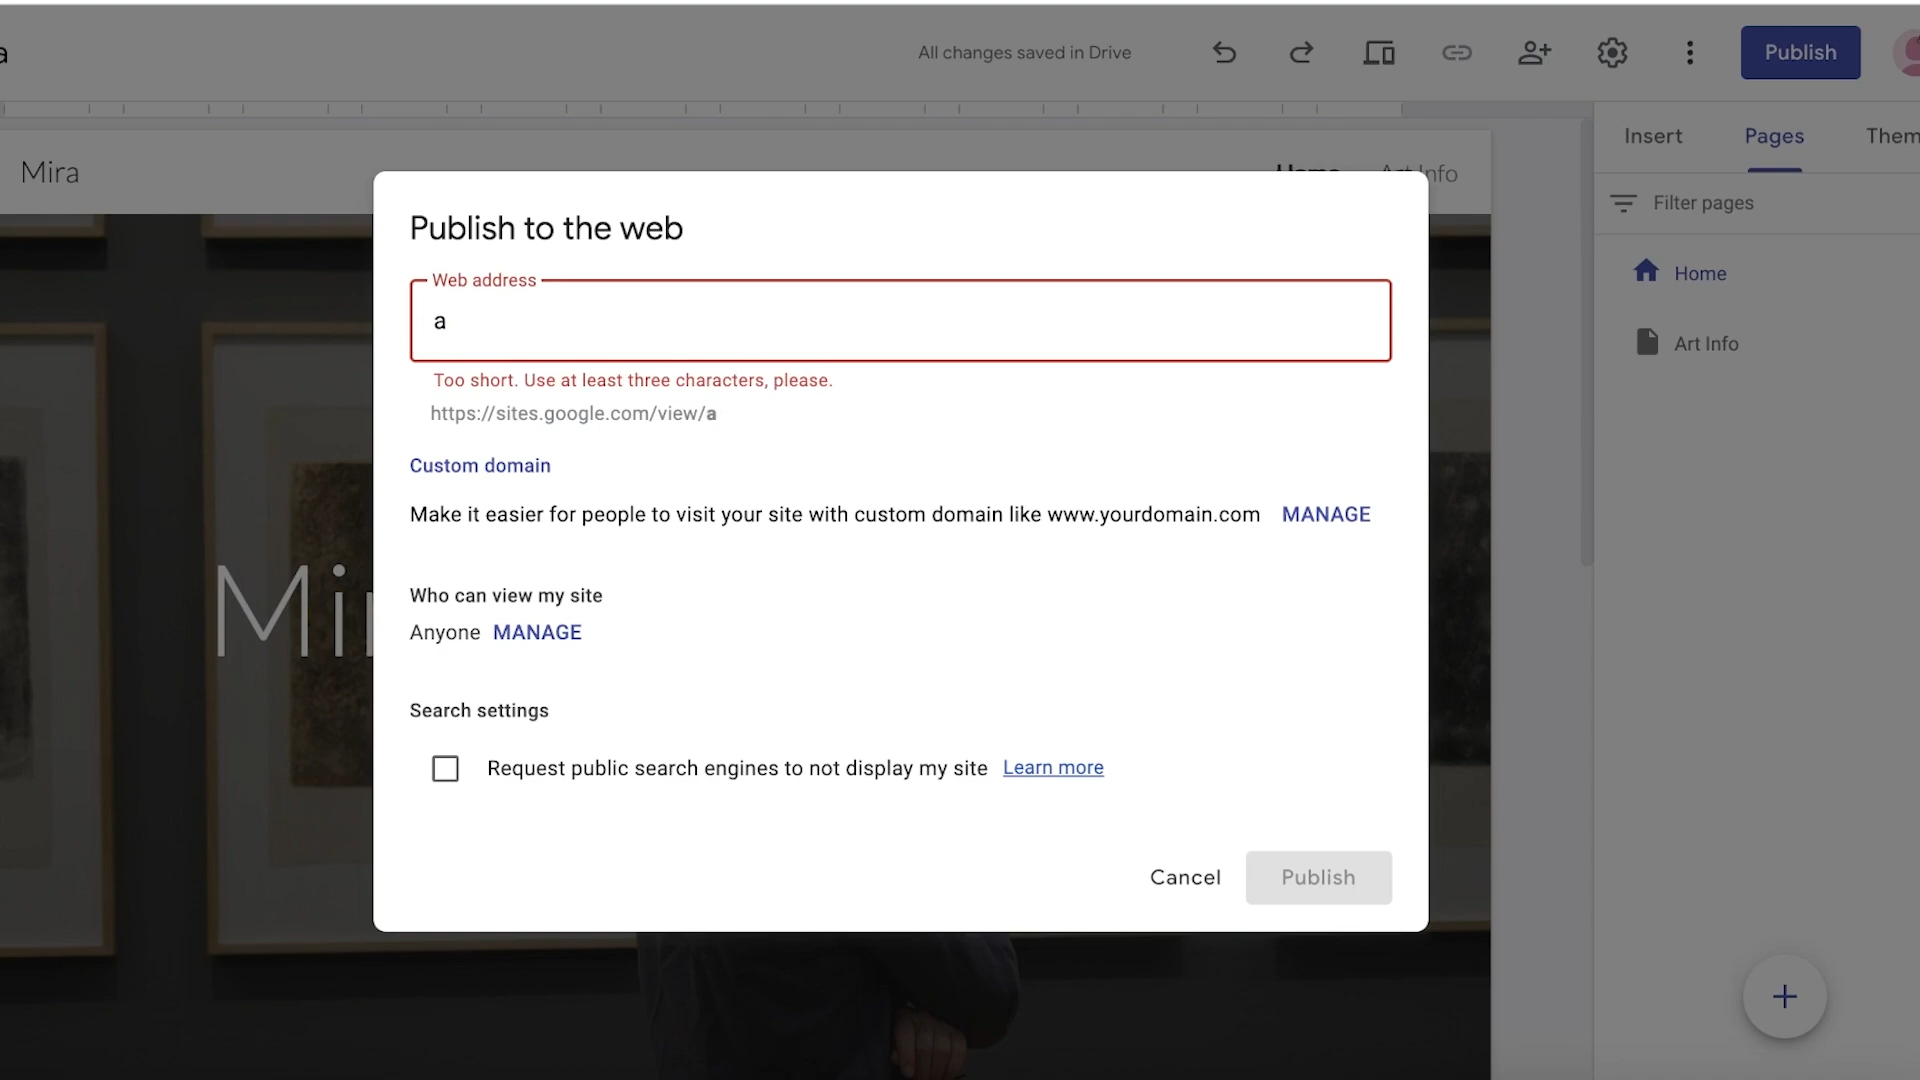 a
All changes saved in Drive
Publish
Insert
Pages
Mira
Home
Art Info
Filter pages
Home
Art Info
Publish to the web
Web address
a
Too short. Use at least three characters, please.
https://sites.google.com/view/a
Custom domain
Make it easier for people to visit your site with custom domain like www.yourdomain.com MANAGE
Who can view my site
Anyone MANAGE
Search settings
Request public search engines to not display my site Learn more
Cancel
Publish